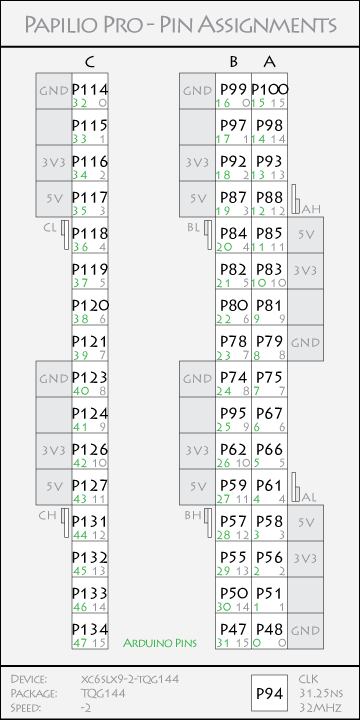 Papilio Pro - Pin Assignments
C B A
GND P114 GND P99 P100
32 0 16 0 15 15
P115 P97 P98
33 1 17 1 14 14
3V3 P116 3V3 P92 P93
34 2 18 2 13 13
5V P117 5V P87 P88
35 3 19 3 12 12 AH
CL P118 BL P84 P85 5V
36 4 20 4 11 11
P119 P82 P83 3V3
37 5 21 5 10 10
P120 P80 P81
38 6 22 6 9 9
P121 P78 P79 GND
39 7 23 7 8 8
GND P123 GND P74 P75
40 8 24 8 7 7
P124 P95 P67
41 9 25 9 6 6
3V3 P126 3V3 P62 P66
42 10 26 10 5 5
5V P127 5V P59 P61
43 11 27 11 4 4 AL
CH P131 BH P57 P58 5V
44 12 28 12 3 3
P132 P55 P56 3V3
45 13 29 13 2 2
P133 P50 P51
46 14 30 14 1 1
P134 P47 P48 GND
47 15 Arduino Pins 31 15 0 0
Device: xc6slx9-2-tqg144
Package: TQG144
Speed: -2
P94
CLK
31.25ns
32MHz